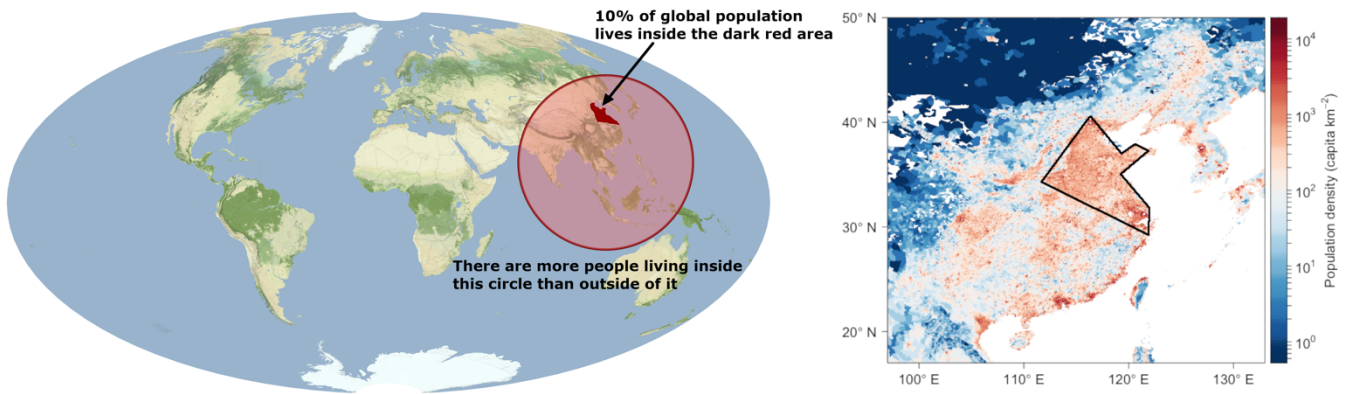 10% of global population
lives inside the dark red area
There are more people living inside
this circle than outside of it
50° N
40° N
30° N
20° N
100° E
110° E
120° E
130° E
10⁴
10³
10²
10¹
10⁰
Population density (capita km⁻²)